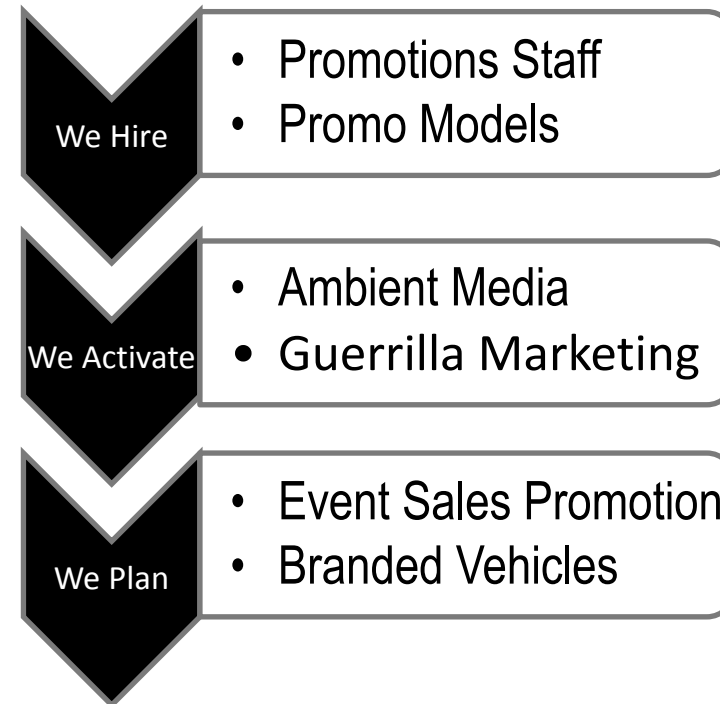 We Hire
• Promotions Staff
• Promo Models
We Activate
• Ambient Media
• Guerrilla Marketing
We Plan
• Event Sales Promotion
• Branded Vehicles